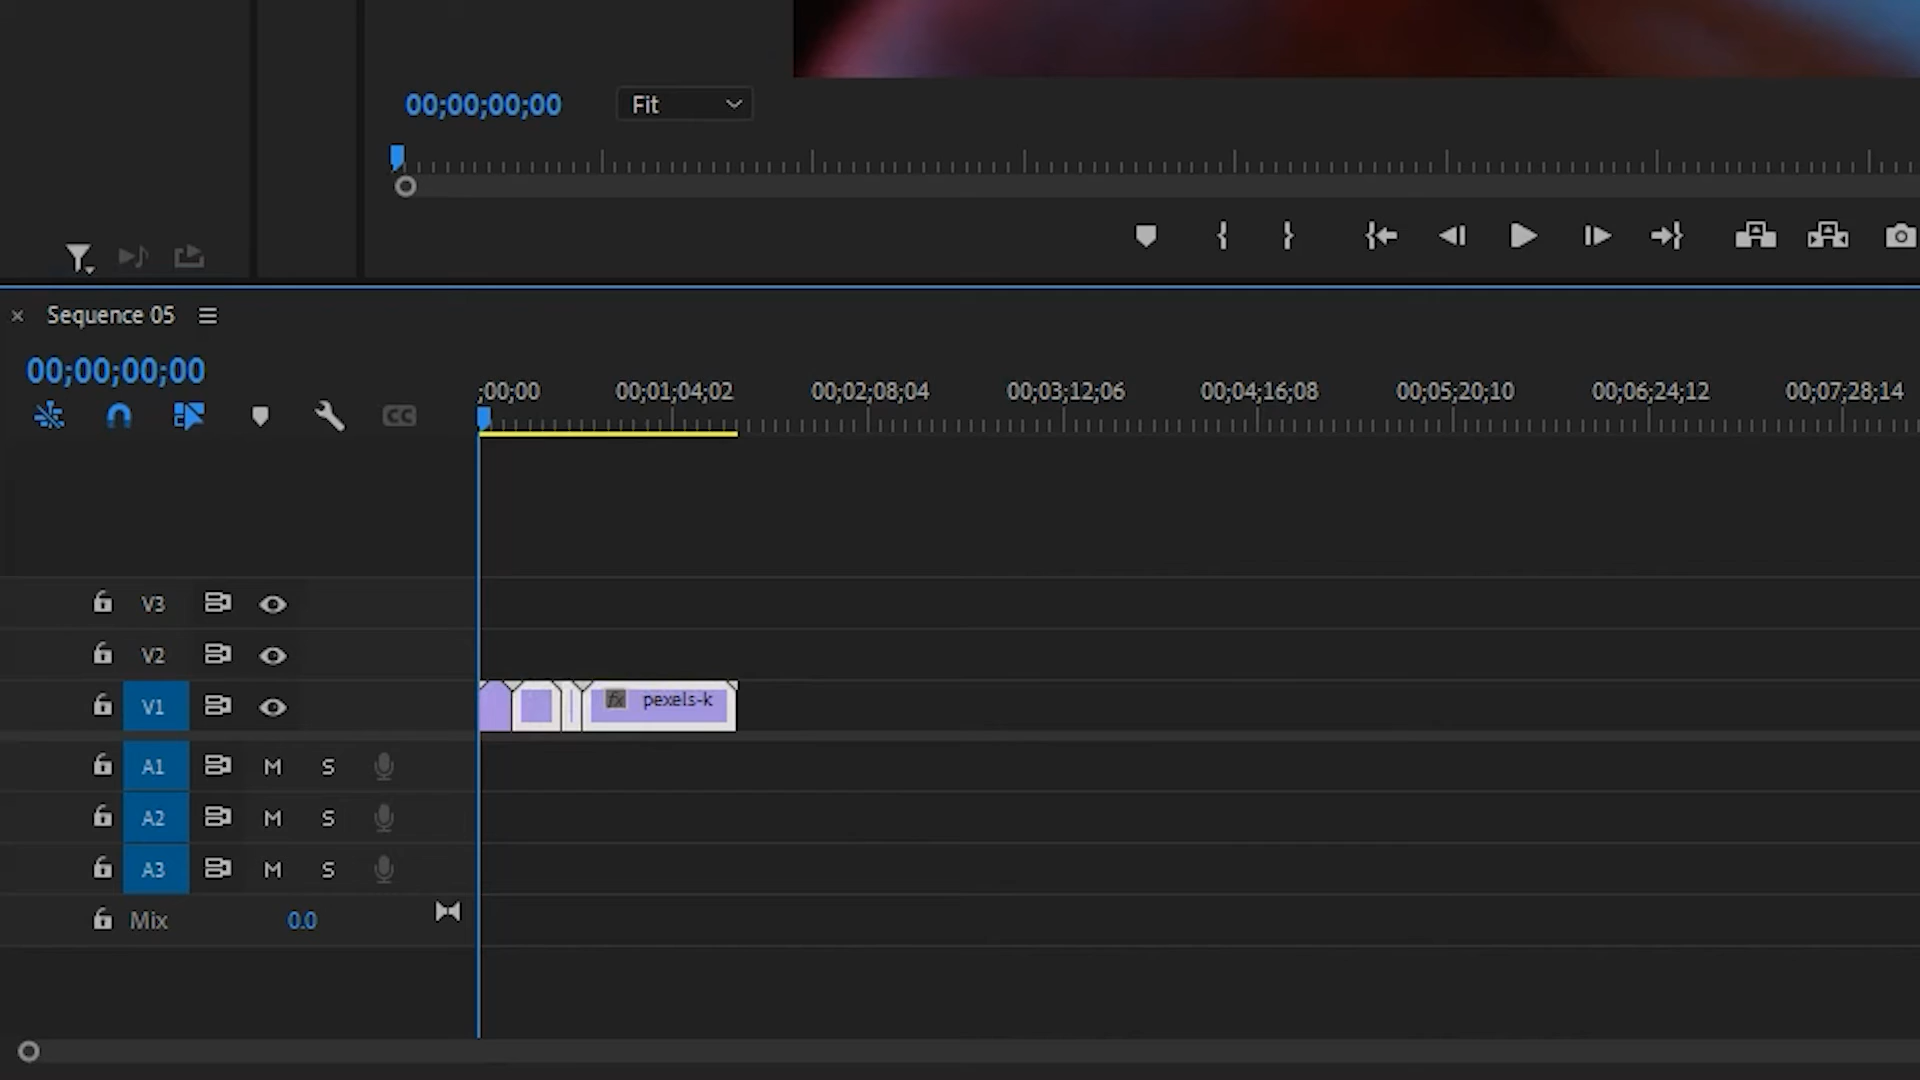 00;00;00;00
Fit
Sequence 05
00;00;00;00
;00;00
00;01;04;02
00;02;08;04
00;03;12;06
00;04;16;08
00;05;20;10
00;06;24;12
00;07;28;14
CC
V3
V2
V1
fx pexels-k
A1 M S
A2 M S
A3 M S
Mix 0.0